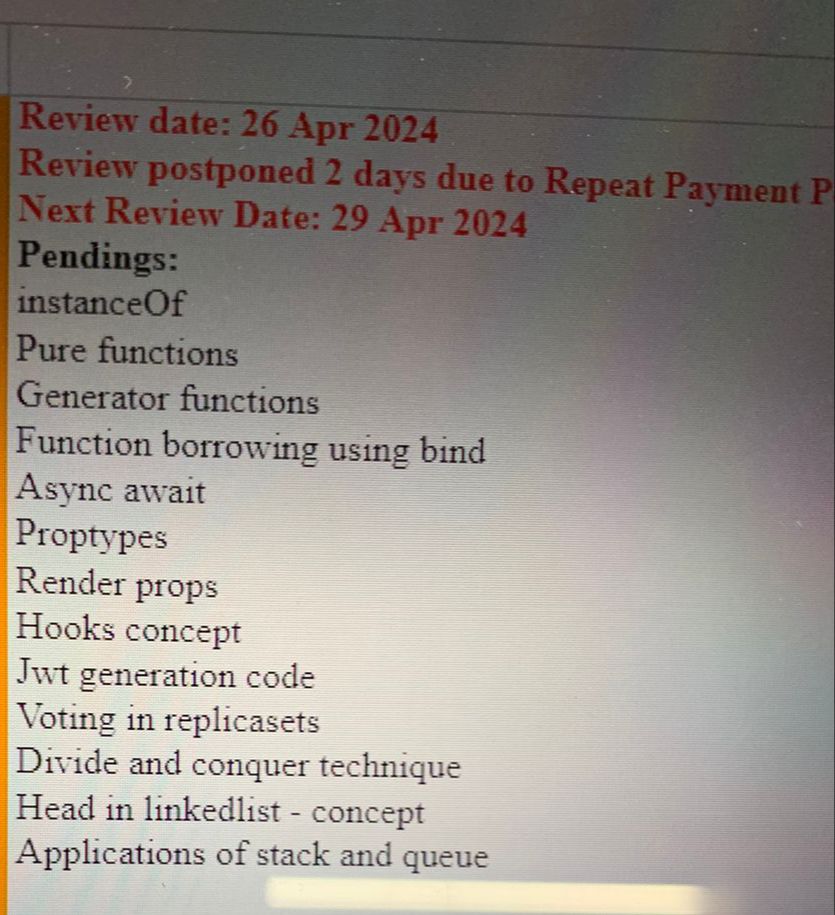 Review date: 26 Apr 2024
Review postponed 2 days due to Repeat Payment
Next Review Date: 29 Apr 2024
Pendings:
instanceOf
Pure functions
Generator functions
Function borrowing using bind
Async await
Proptypes
Render props
Hooks concept
Jwt generation code
Voting in replicasets
Divide and conquer technique
Head in linkedlist - concept
Applications of stack and queue